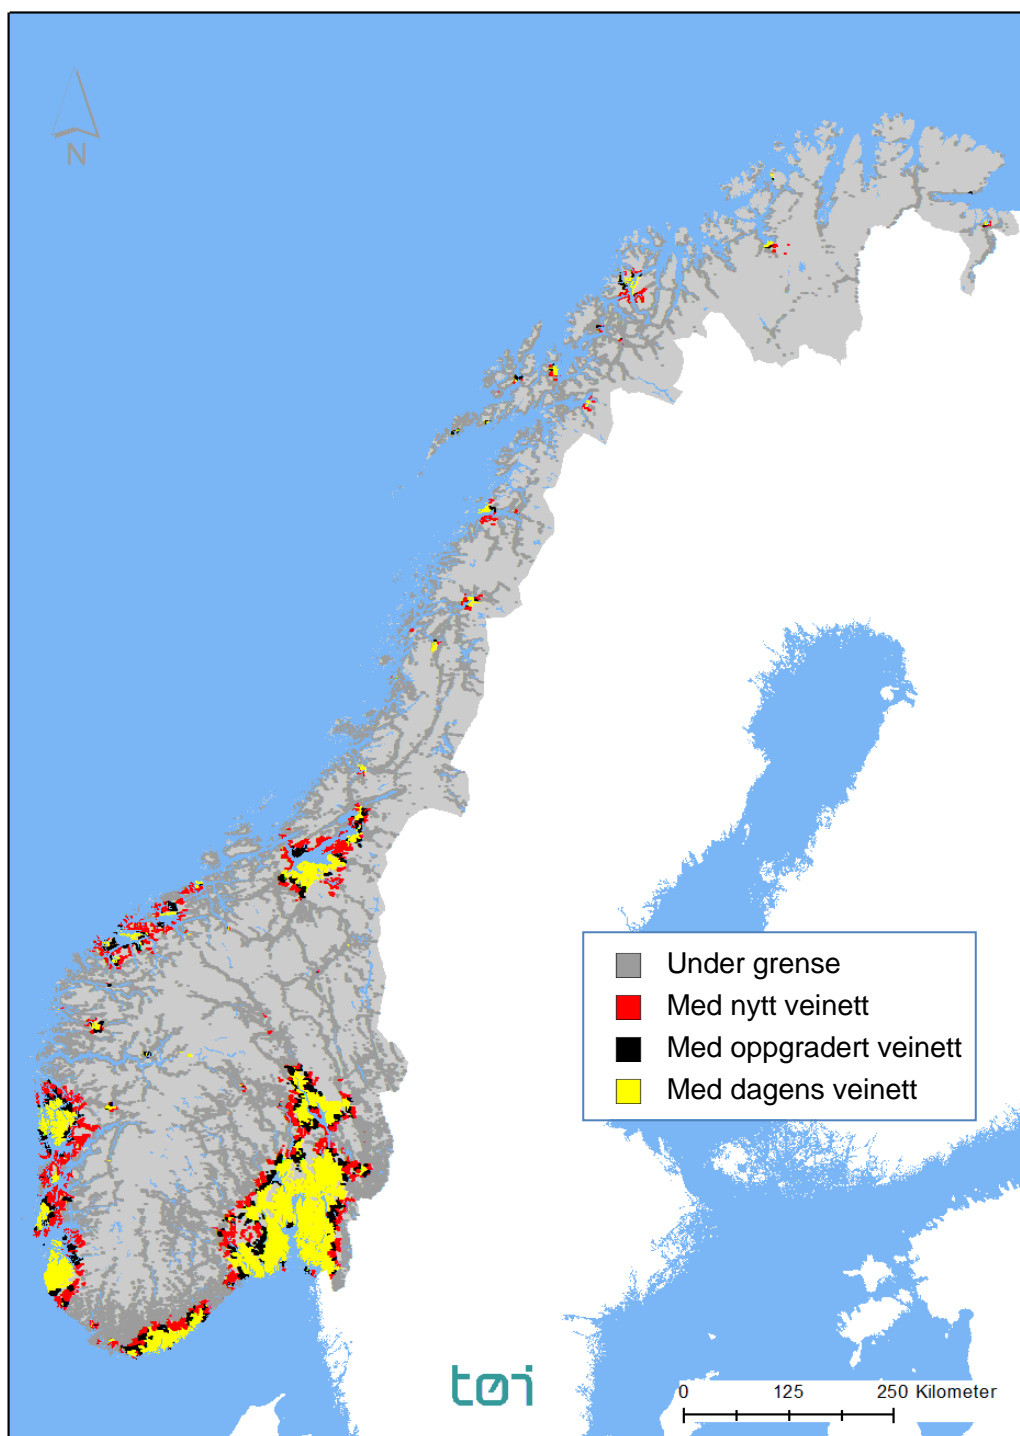 N
Under grense
Med nytt veinett
Med oppgradert veinett
Med dagens veinett
tøi
0 125 250 Kilometer